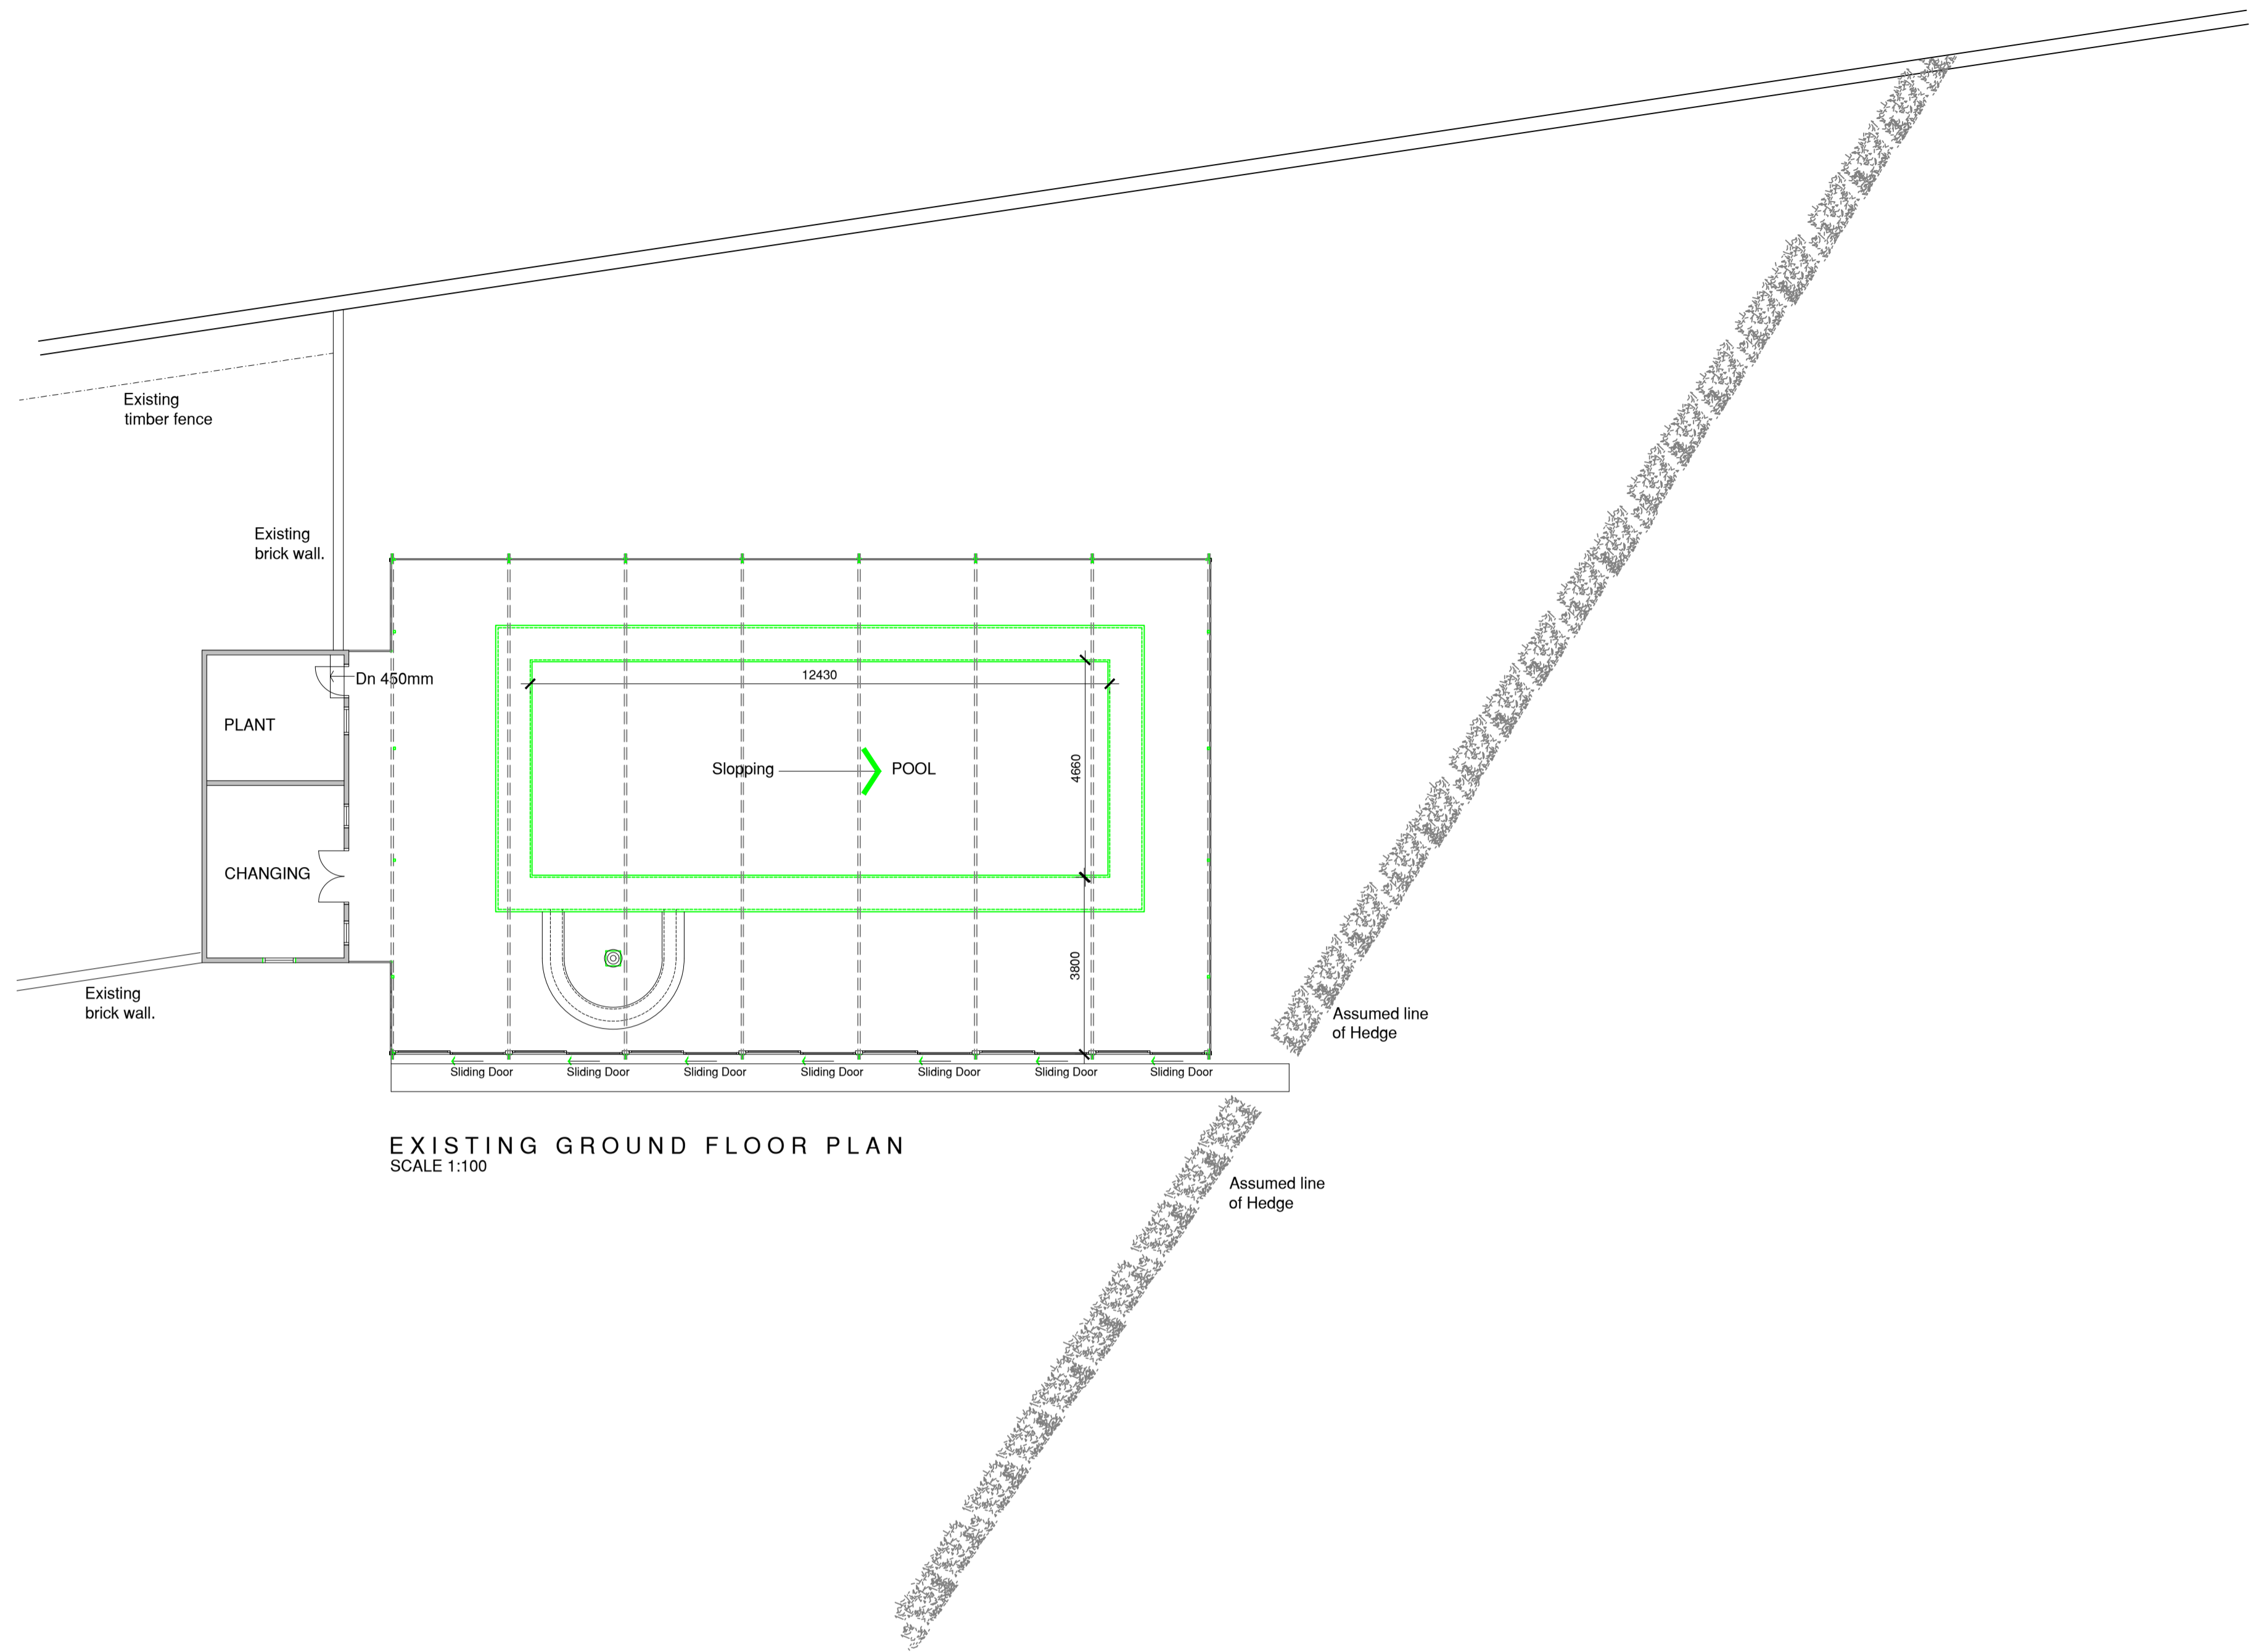 Existing
timber fence
Existing
brick wall.
Dn 450mm
12430
PLANT
Slopping
POOL
4660
CHANGING
3800
Existing
brick wall.
Assumed line
of Hedge
Sliding Door
Sliding Door
Sliding Door
Sliding Door
Sliding Door
Sliding Door
Sliding Door
EXISTING GROUND FLOOR PLAN
SCALE 1:100
Assumed line
of Hedge